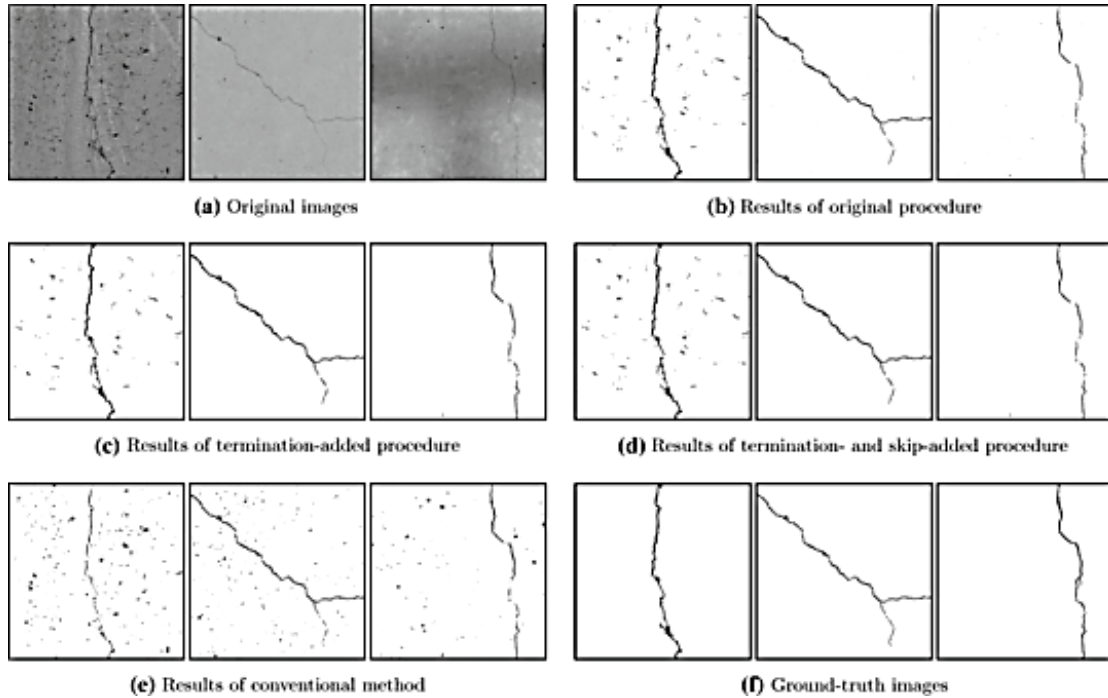 (a) Original images
(b) Results of original procedure
(c) Results of termination-added procedure
(d) Results of termination- and skip-added procedure
(e) Results of conventional method
(f) Ground-truth images